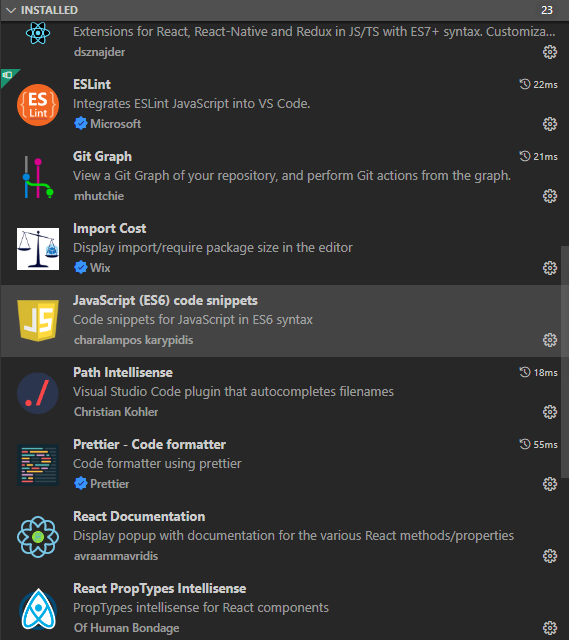 INSTALLED 23
Extensions for React, React-Native and Redux in JS/TS with ES7+ syntax. Customiza...
dsznajder
ESLint 22ms
ES
Lint
Integrates ESLint JavaScript into VS Code.
Microsoft
Git Graph 21ms
View a Git Graph of your repository, and perform Git actions from the graph.
mhutchie
Import Cost
Display import/require package size in the editor
Wix
JavaScript (ES6) code snippets
JS
Code snippets for JavaScript in ES6 syntax
charalampos karypidis
Path Intellisense 18ms
./
Visual Studio Code plugin that autocompletes filenames
Christian Kohler
Prettier - Code formatter 55ms
Code formatter using prettier
Prettier
React Documentation
Display popup with documentation for the various React methods/properties
avraammavridis
React PropTypes Intellisense
PropTypes intellisense for React components
Of Human Bondage